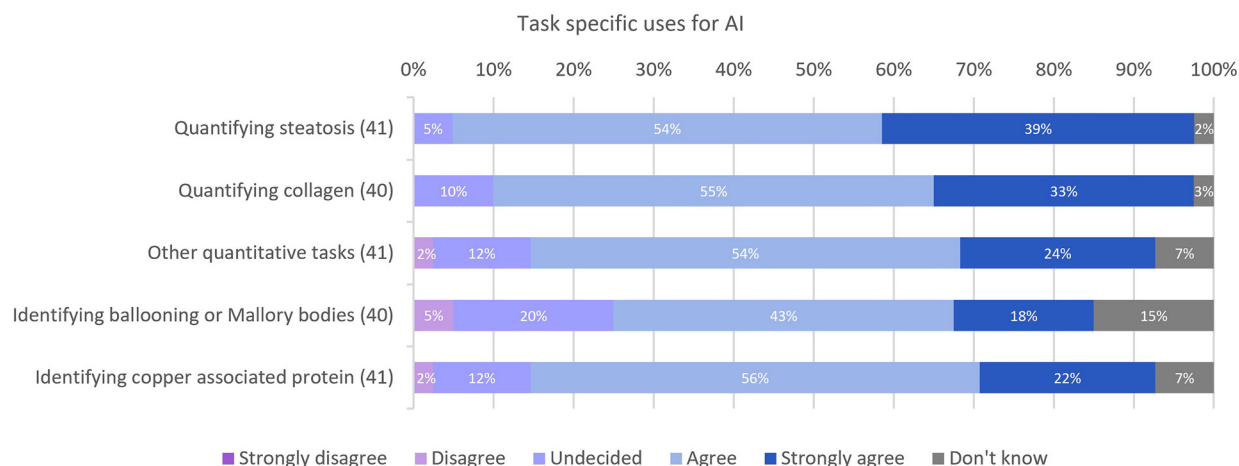 Task specific uses for AI
0% 10% 20% 30% 40% 50% 60% 70% 80% 90% 100%
Quantifying steatosis (41) 5% 54% 39% 2%
Quantifying collagen (40) 10% 55% 33% 3%
Other quantitative tasks (41) 2% 12% 54% 24% 7%
Identifying ballooning or Mallory bodies (40) 5% 20% 43% 18% 15%
Identifying copper associated protein (41) 2% 12% 56% 22% 7%
Strongly disagree Disagree Undecided Agree Strongly agree Don't know